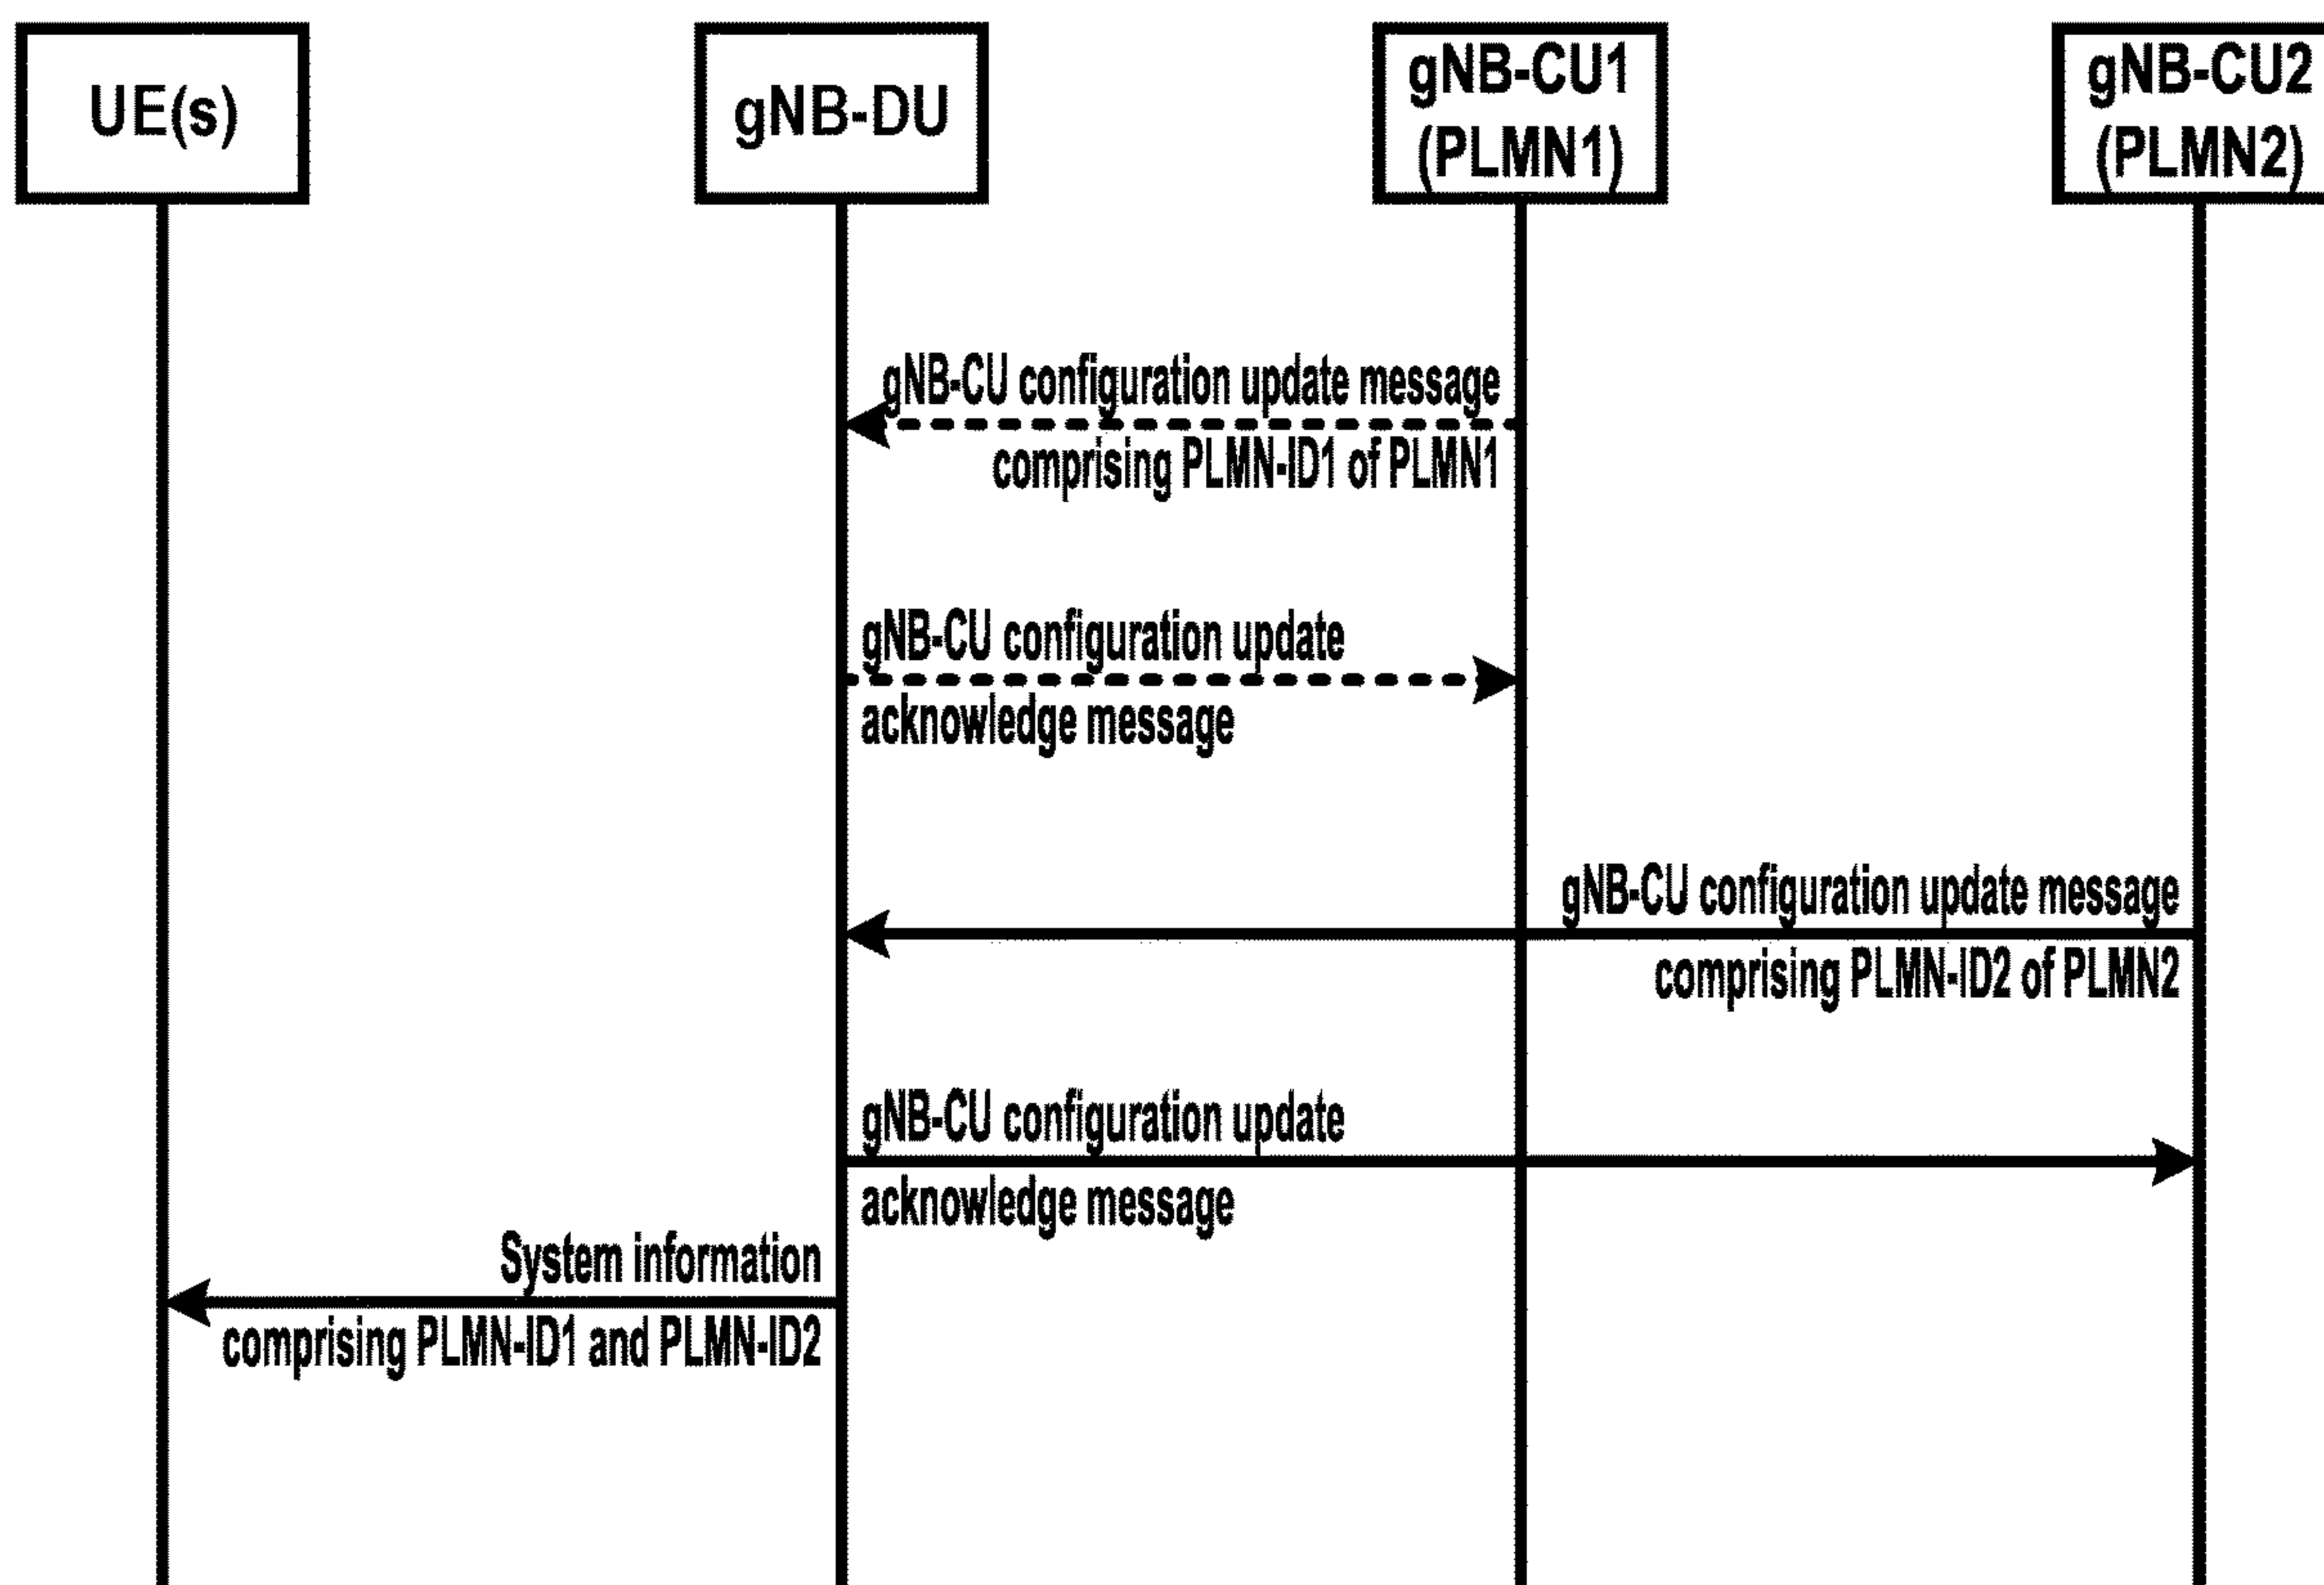 UE(s)
gNB-DU
gNB-CU1
(PLMN1)
gNB-CU2
(PLMN2)
gNB-CU configuration update message
comprising PLMN-ID1 of PLMN1
gNB-CU configuration update
acknowledge message
gNB-CU configuration update message
comprising PLMN-ID2 of PLMN2
gNB-CU configuration update
acknowledge message
System information
comprising PLMN-ID1 and PLMN-ID2